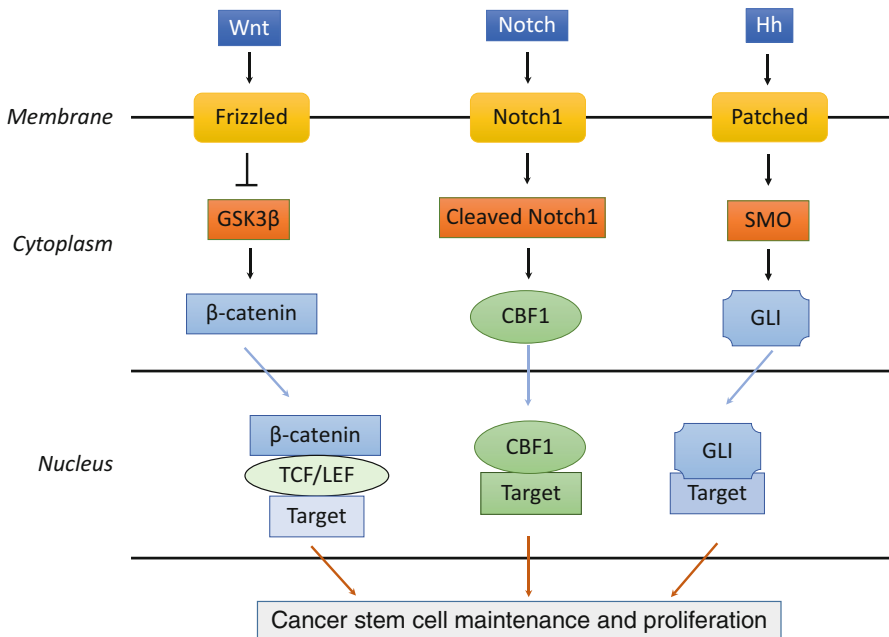 Wnt
Notch
Hh
Membrane
Frizzled
Notch1
Patched
Cytoplasm
GSK3β
Cleaved Notch1
SMO
β-catenin
CBF1
GLI
Nucleus
β-catenin
TCF/LEF
Target
CBF1
Target
GLI
Target
Cancer stem cell maintenance and proliferation